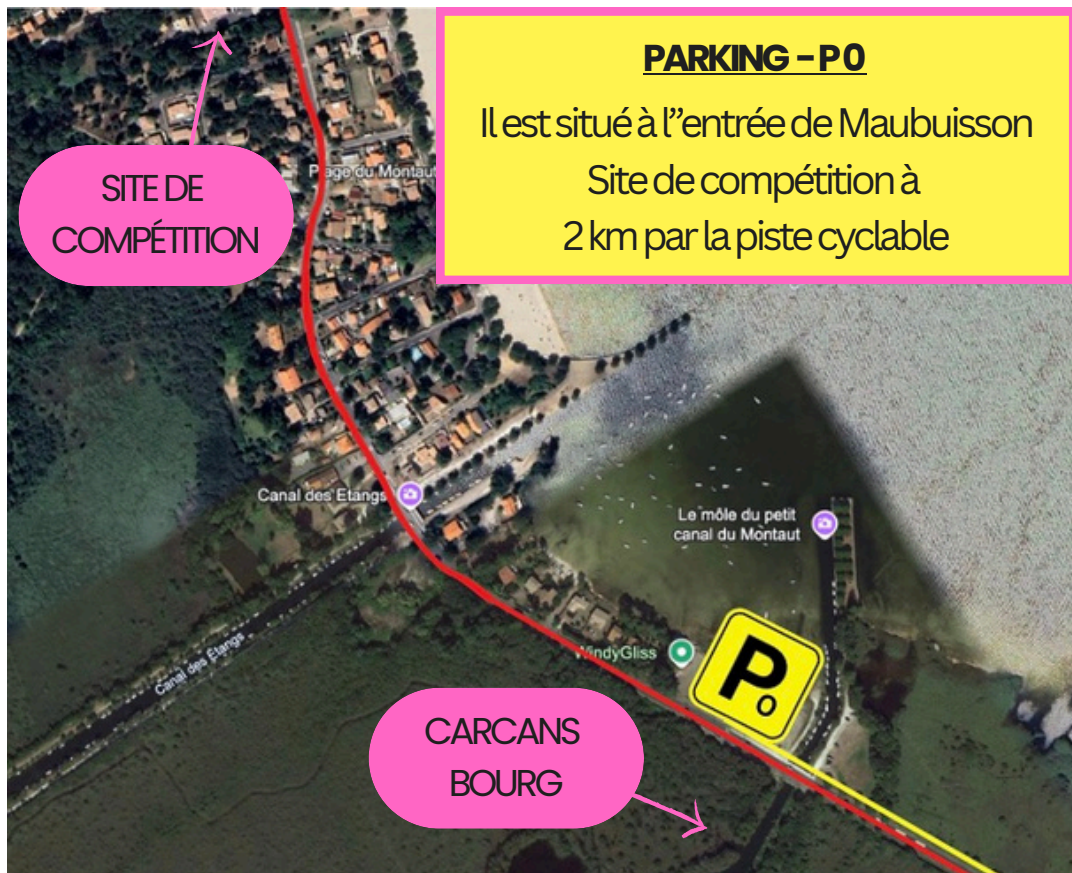 PARKING - P0
Il est situé à l''entrée de Maubuisson
Site de compétition à
2 km par la piste cyclable
SITE DE
COMPÉTITION
Plage du Montaut
Canal des Etangs
Le môle du petit
canal du Montaut
Canal des Etangs
WindyGliss
P0
CARCANS
BOURG